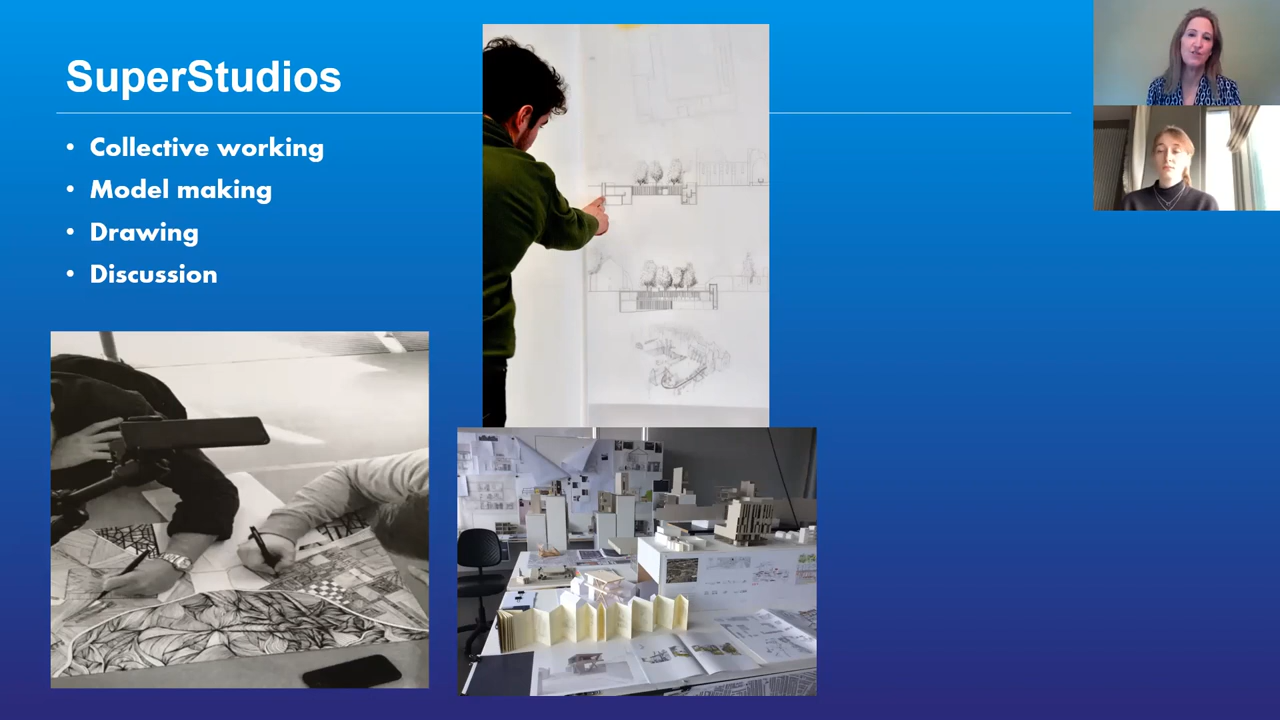 SuperStudios
• Collective working
• Model making
• Drawing
• Discussion